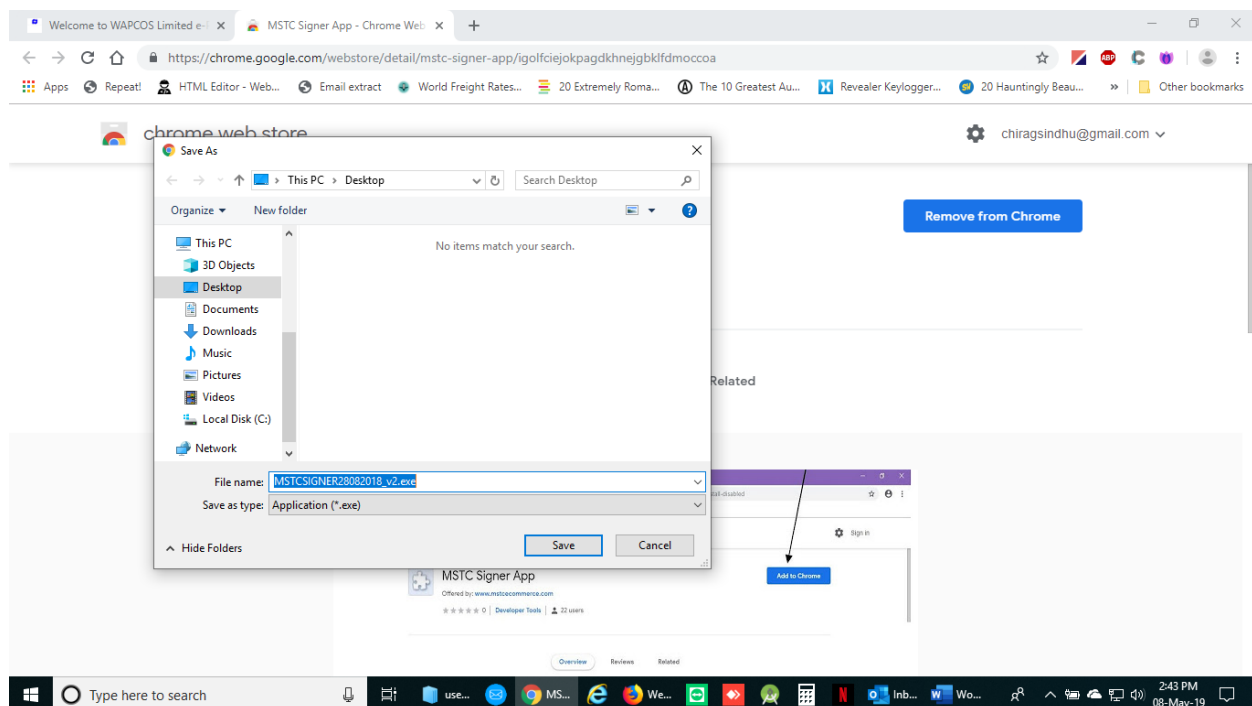 Welcome to WAPCOS Limited e-
MSTC Signer App - Chrome Web
https://chrome.google.com/webstore/detail/mstc-signer-app/igolfciejokpagdkhnejgbklfdmoccoa
ABP
Apps Repeat! HTML Editor - Web... Email extract World Freight Rates... 20 Extremely Roma... The 10 Greatest Au... Revealer Keylogger... 20 Hauntingly Beau... » Other bookmarks
chrome web store
chiragsindhu@gmail.com
Save As
This PC > Desktop
Search Desktop
Organize New folder
Remove from Chrome
This PC
No items match your search.
3D Objects
Desktop
Documents
Downloads
Music
Pictures
Videos
Local Disk (C:)
Network
Related
File name: MSTCSIGNER28082018_v2.exe
Save as type: Application (*.exe)
Hide Folders
Save Cancel
Sign in
MSTC Signer App
Add to Chrome
Offered by: www.mstcecommerce.com
0 Developer Tools 22 users
Overview Reviews Related
Type here to search
use... MS... We... Inb... Wo...
2:43 PM
08-May-19